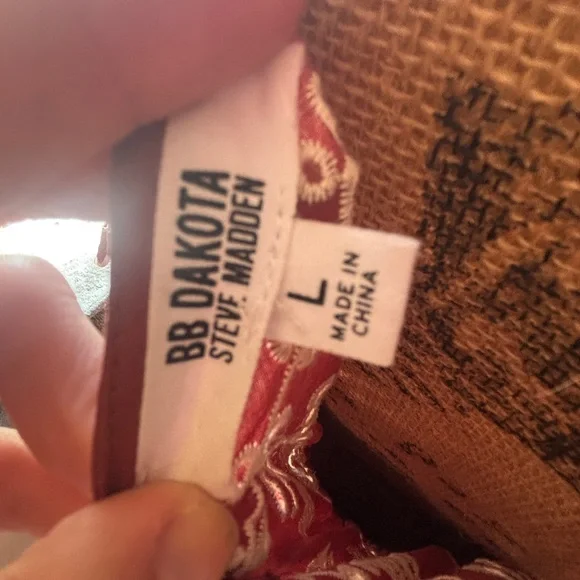 BB DAKOTA
STEVE MADDEN
L
MADE IN
CHINA